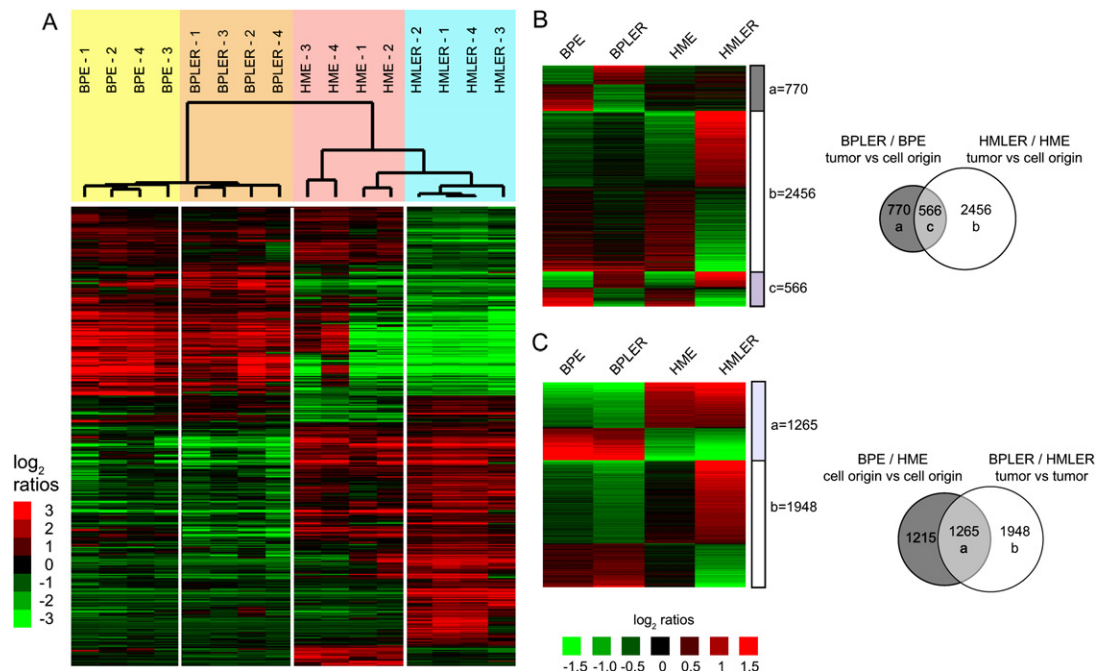 A
BPE - 1
BPE - 2
BPE - 4
BPE - 3
BPLER - 1
BPLER - 3
BPLER - 2
BPLER - 4
HME - 3
HME - 4
HME - 1
HME - 2
HMLER - 2
HMLER - 1
HMLER - 4
HMLER - 3
log2
ratios
3
2
1
0
-1
-2
-3
B
BPE
BPLER
HME
HMLER
a=770
b=2456
c=566
BPLER / BPE
tumor vs cell origin
HMLER / HME
tumor vs cell origin
770
a
566
c
2456
b
C
BPE
BPLER
HME
HMLER
a=1265
b=1948
BPE / HME
cell origin vs cell origin
BPLER / HMLER
tumor vs tumor
1215
1265
a
1948
b
log2 ratios
-1.5
-1.0
-0.5
0
0.5
1
1.5